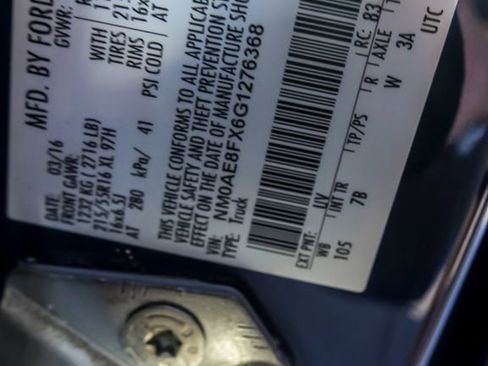 MFD. BY FORD
GVWR:
DATE: 03/16
FRONT GAWR:
1232 KG ( 2716 LB)
WITH
215/55R16 XL 97H
TIRES
16x6.5J
RIMS
AT 280 kPa/ 41 PSI COLD
AT
THIS VEHICLE CONFORMS TO ALL APPLICABLE
VEHICLE SAFETY AND THEFT PREVENTION
EFFECT ON THE DATE OF MANUFACTURE
VIN: NM0AE8FX6G1276368
TYPE: Truck
EXT PNT: UV RC: 83
WB INT TR TP/PS R AXLE
105 7B W 3A
UTC